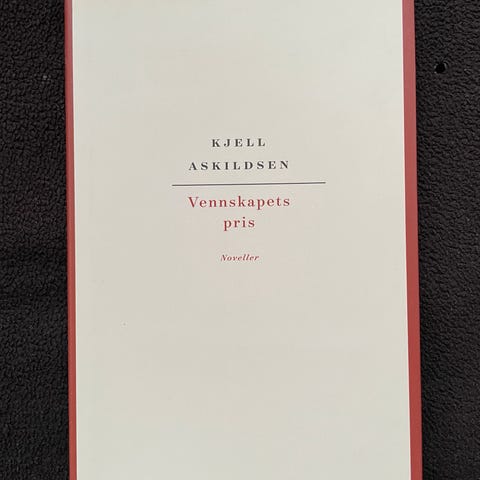 KJELL
ASKILDSEN
Vennskapets
pris
Noveller